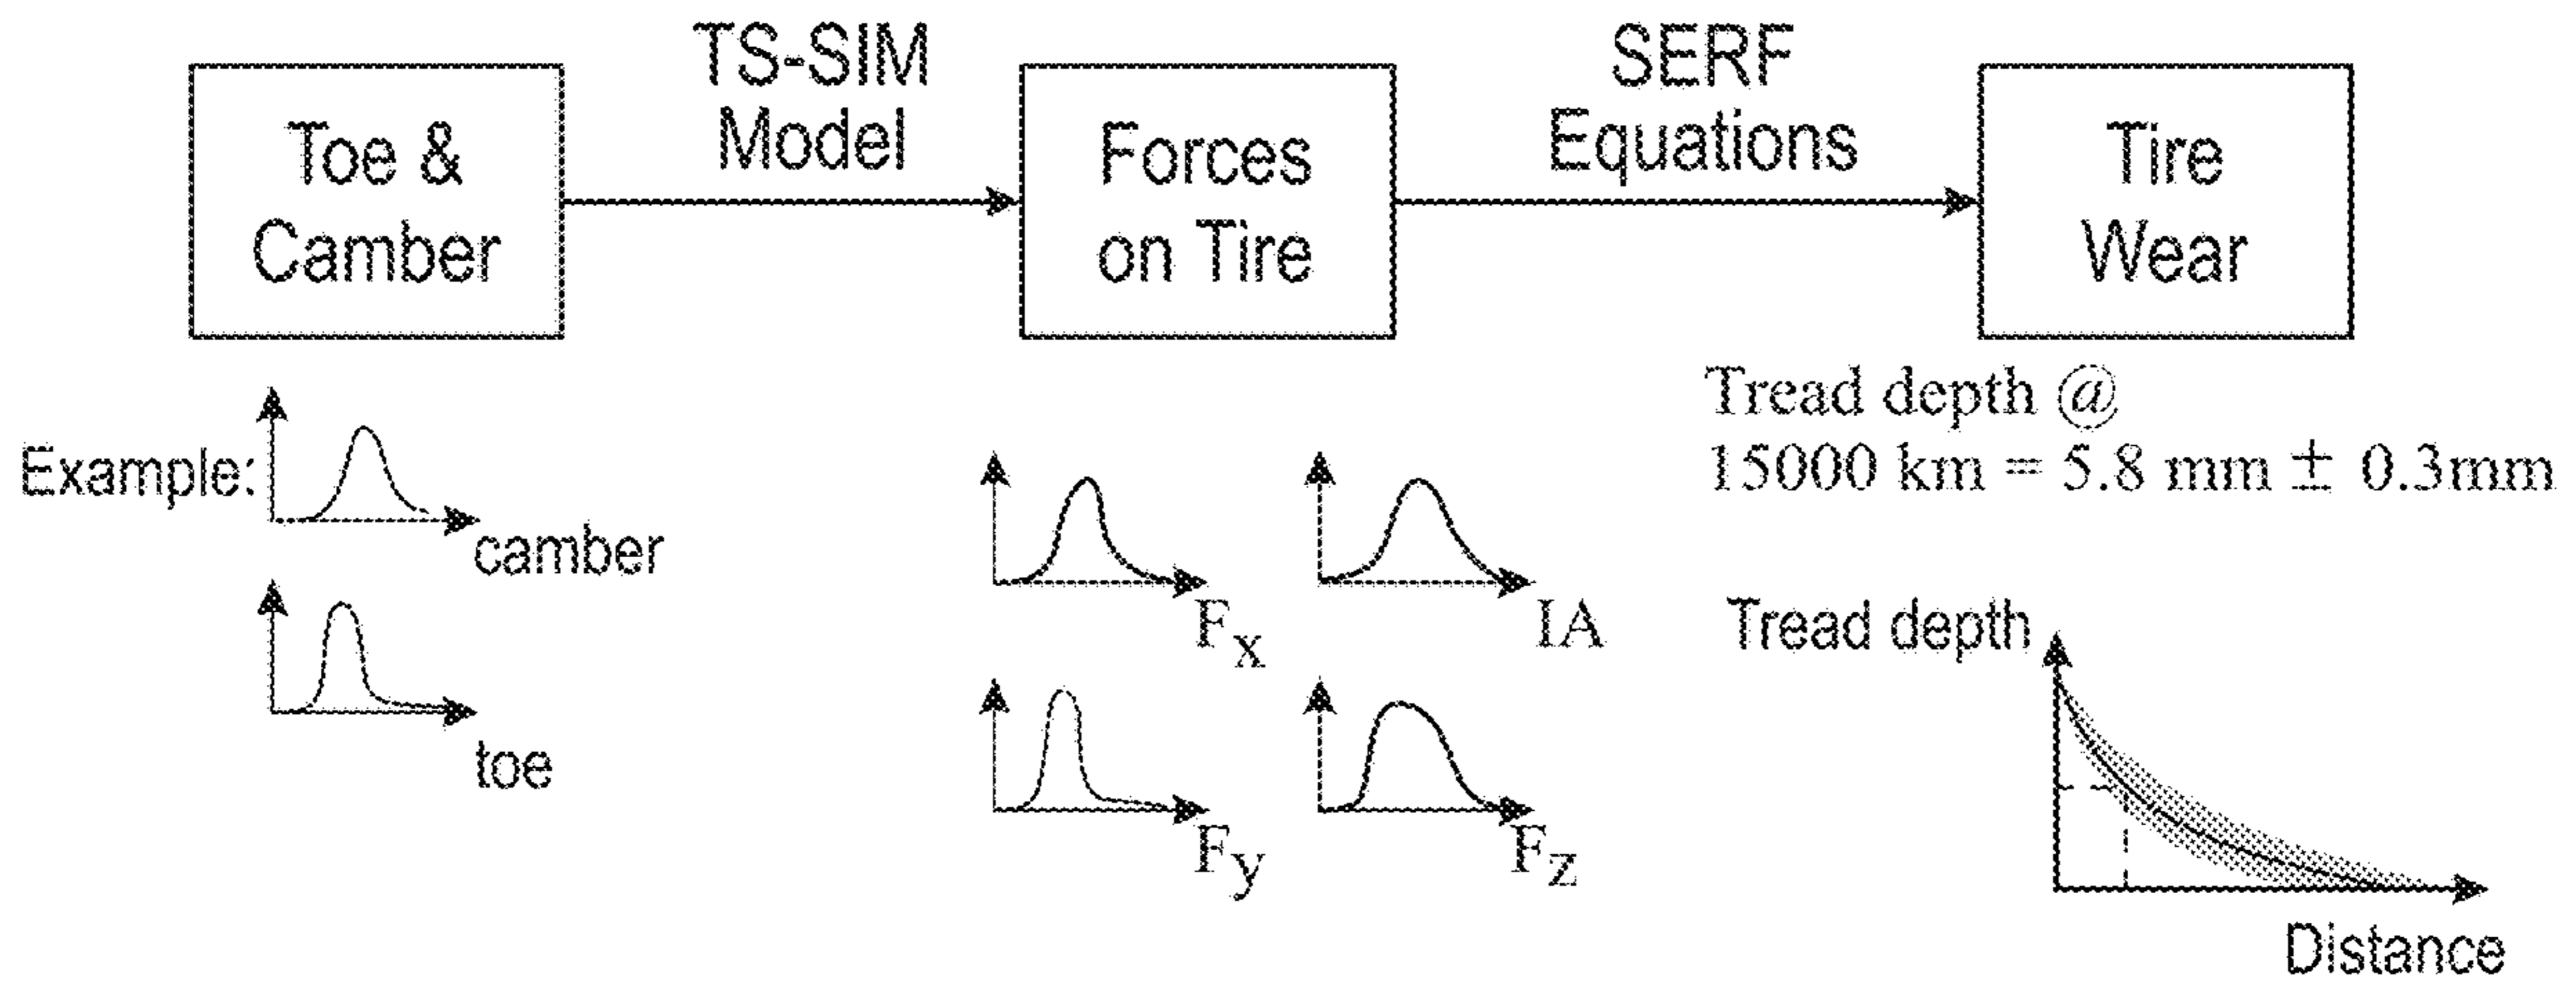 TS-SIM
Model
SERF
Equations
Toe &
Camber
Forces
on Tire
Tire
Wear
Example:
camber
toe
Fx
IA
Fy
Fz
Tread depth @
15000 km = 5.8 mm ± 0.3mm
Tread depth
Distance